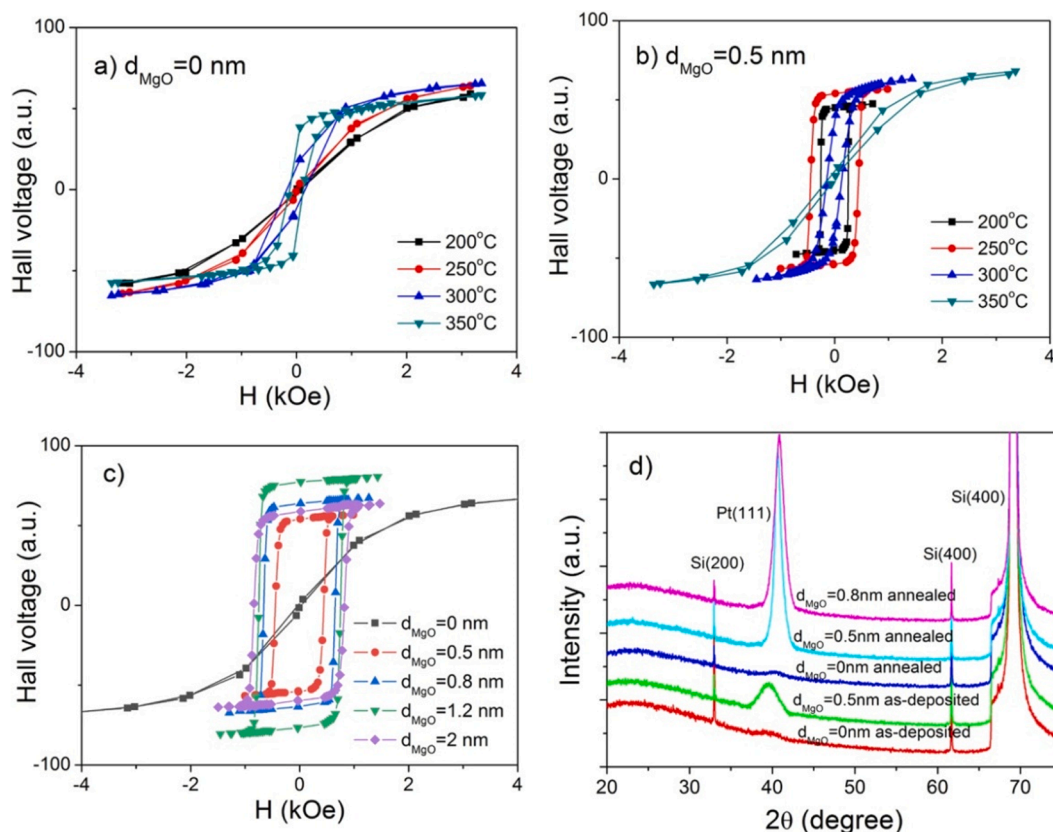 a) d_MgO=0 nm
Hall voltage (a.u.)
100
0
-100
-4
-2
0
2
4
H (kOe)
200°C
250°C
300°C
350°C
b) d_MgO=0.5 nm
Hall voltage (a.u.)
100
0
-100
-4
-2
0
2
4
H (kOe)
200°C
250°C
300°C
350°C
c)
Hall voltage (a.u.)
100
0
-100
-4
-2
0
2
4
H (kOe)
d_MgO=0 nm
d_MgO=0.5 nm
d_MgO=0.8 nm
d_MgO=1.2 nm
d_MgO=2 nm
d)
Intensity (a.u.)
Pt(111)
Si(400)
Si(200)
Si(400)
d_MgO=0.8nm annealed
d_MgO=0.5nm annealed
d_MgO=0nm annealed
d_MgO=0.5nm as-deposited
d_MgO=0nm as-deposited
20
30
40
50
60
70
2θ (degree)